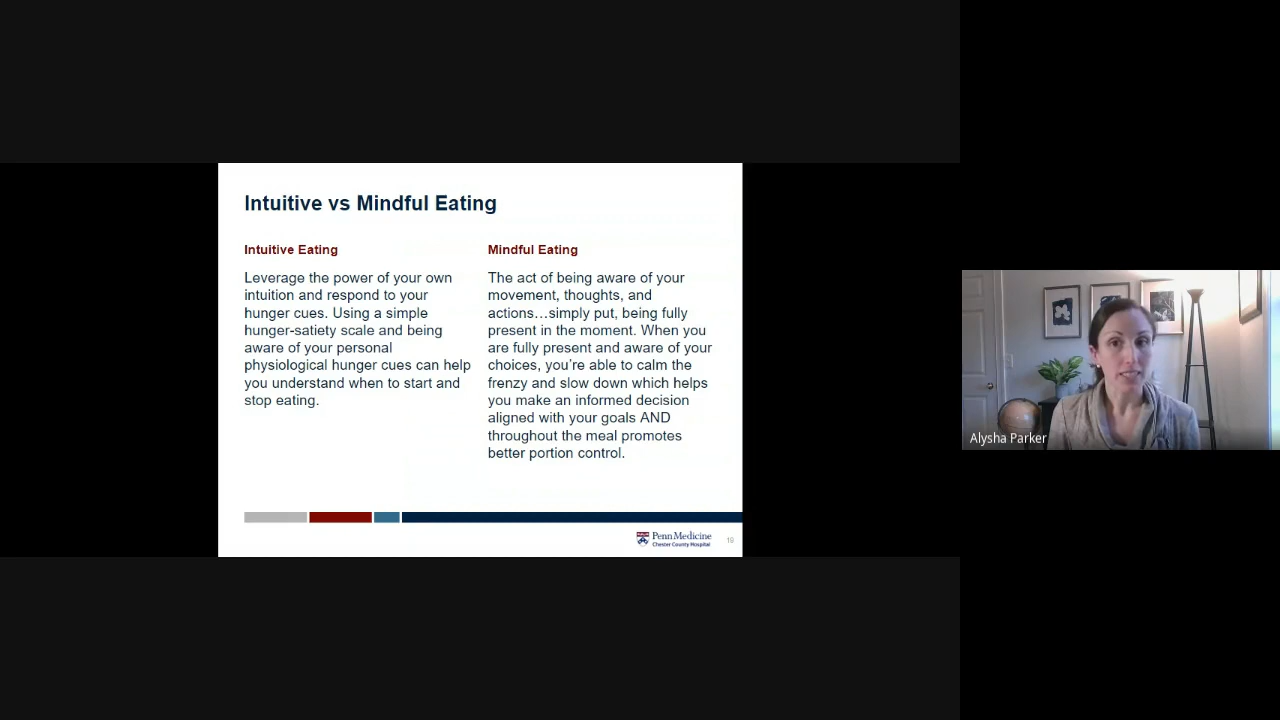 Intuitive vs Mindful Eating
Intuitive Eating
Leverage the power of your own
intuition and respond to your
hunger cues. Using a simple
hunger-satiety scale and being
aware of your personal
physiological hunger cues can help
you understand when to start and
stop eating.
Mindful Eating
The act of being aware of your
movement, thoughts, and
actions…simply put, being fully
present in the moment. When you
are fully present and aware of your
choices, you're able to calm the
frenzy and slow down which helps
you make an informed decision
aligned with your goals AND
throughout the meal promotes
better portion control.
Penn Medicine
Chester County Hospital
19
Alysha Parker